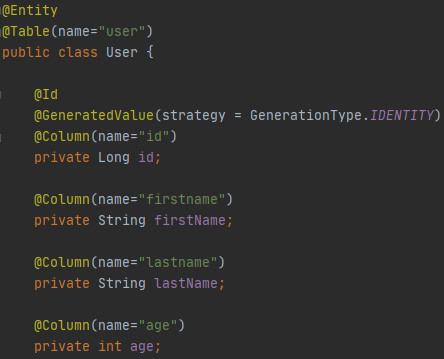 @Entity
@Table(name="user")
public class User {
@Id
@GeneratedValue(strategy = GenerationType.IDENTITY)
@Column(name="id")
private Long id;
@Column(name="firstname")
private String firstName;
@Column(name="lastname")
private String lastName;
@Column(name="age")
private int age;